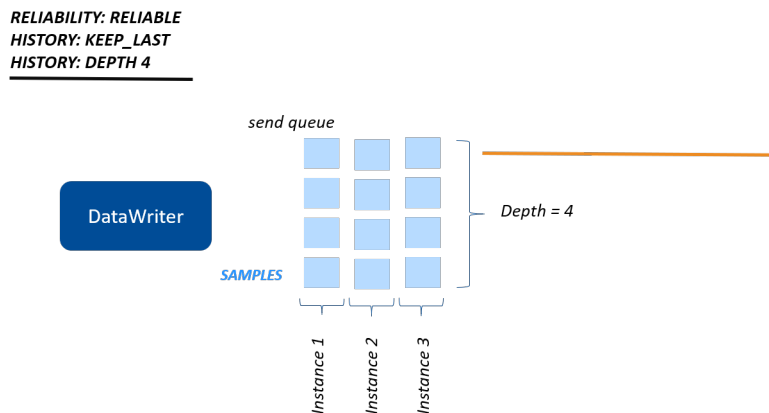 RELIABILITY: RELIABLE
HISTORY: KEEP_LAST
HISTORY: DEPTH 4
send queue
DataWriter
Depth = 4
SAMPLES
Instance 1
Instance 2
Instance 3